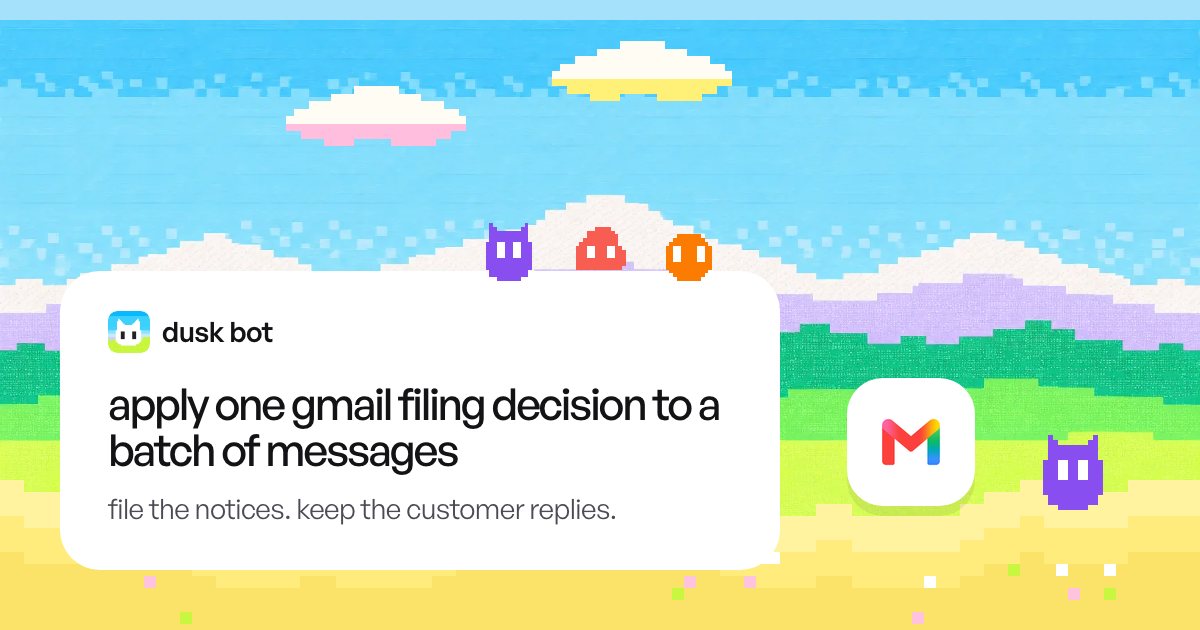 dusk bot
apply one gmail filing decision to a
batch of messages
file the notices. keep the customer replies.